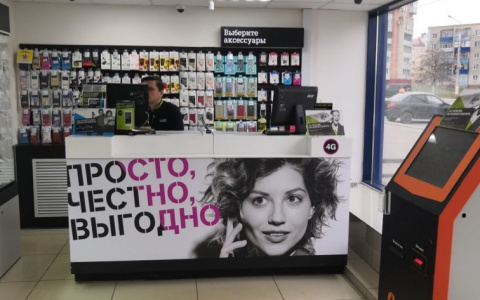 Выберите
аксессуары
4G
ПРОСТО,
ЧЕСТНО,
ВЫГОДНО